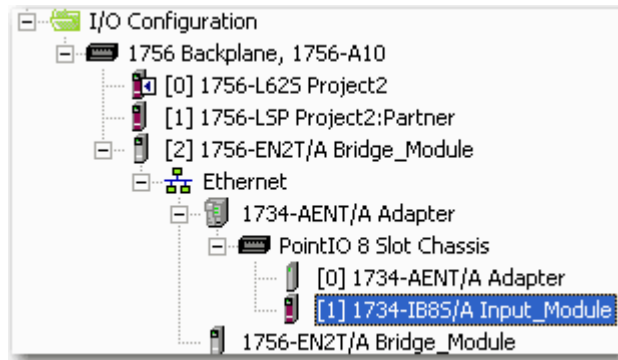 I/O Configuration
1756 Backplane, 1756-A10
[0] 1756-L62S Project2
[1] 1756-LSP Project2:Partner
[2] 1756-EN2T/A Bridge_Module
Ethernet
1734-AENT/A Adapter
PointIO 8 Slot Chassis
[0] 1734-AENT/A Adapter
[1] 1734-IB8S/A Input_Module
1756-EN2T/A Bridge_Module